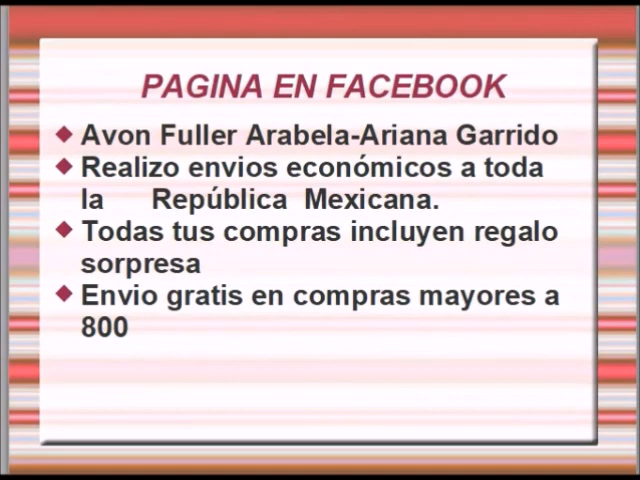 PAGINA EN FACEBOOK
Avon Fuller Arabela-Ariana Garrido
Realizo envios económicos a toda
la República Mexicana.
Todas tus compras incluyen regalo
sorpresa
Envio gratis en compras mayores a
800